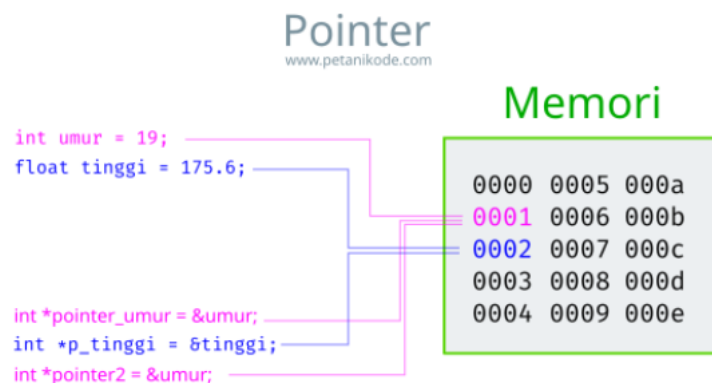 Pointer
www.petanikode.com
Memori
int umur = 19;
float tinggi = 175.6;
0000 0005 000a
0001 0006 000b
0002 0007 000c
0003 0008 000d
0004 0009 000e
int *pointer_umur = &umur;
int *p_tinggi = &tinggi;
int *pointer2 = &umur;